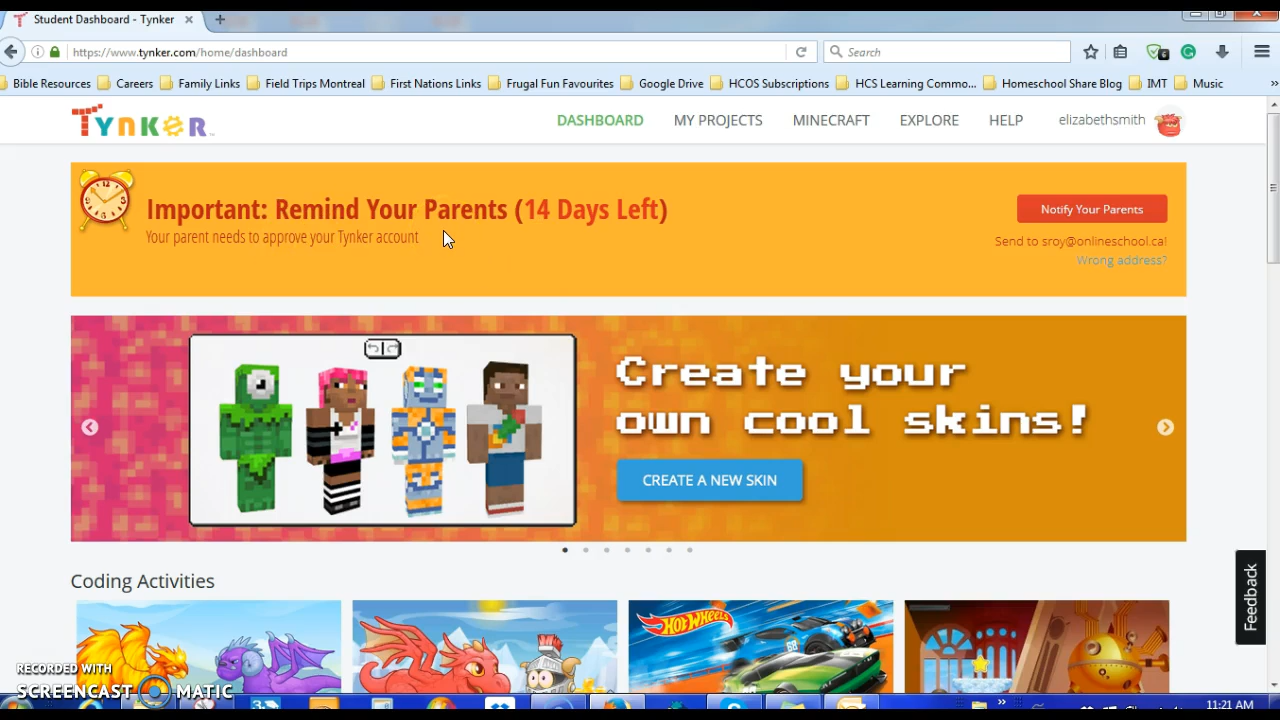 Student Dashboard - Tynker
https://www.tynker.com/home/dashboard
Search
Bible Resources Careers Family Links Field Trips Montreal First Nations Links Frugal Fun Favourites Google Drive HCOS Subscriptions HCS Learning Commo... Homeschool Share Blog IMT Music
TYNKER
DASHBOARD MY PROJECTS MINECRAFT EXPLORE HELP elizabethsmith
Important: Remind Your Parents (14 Days Left)
Your parent needs to approve your Tynker account
Notify Your Parents
Send to sroy@onlineschool.ca!
Wrong address?
Create your
own cool skins!
CREATE A NEW SKIN
Coding Activities
HOT WHEELS
Feedback
RECORDED WITH
SCREENCAST MATIC
11:21 AM